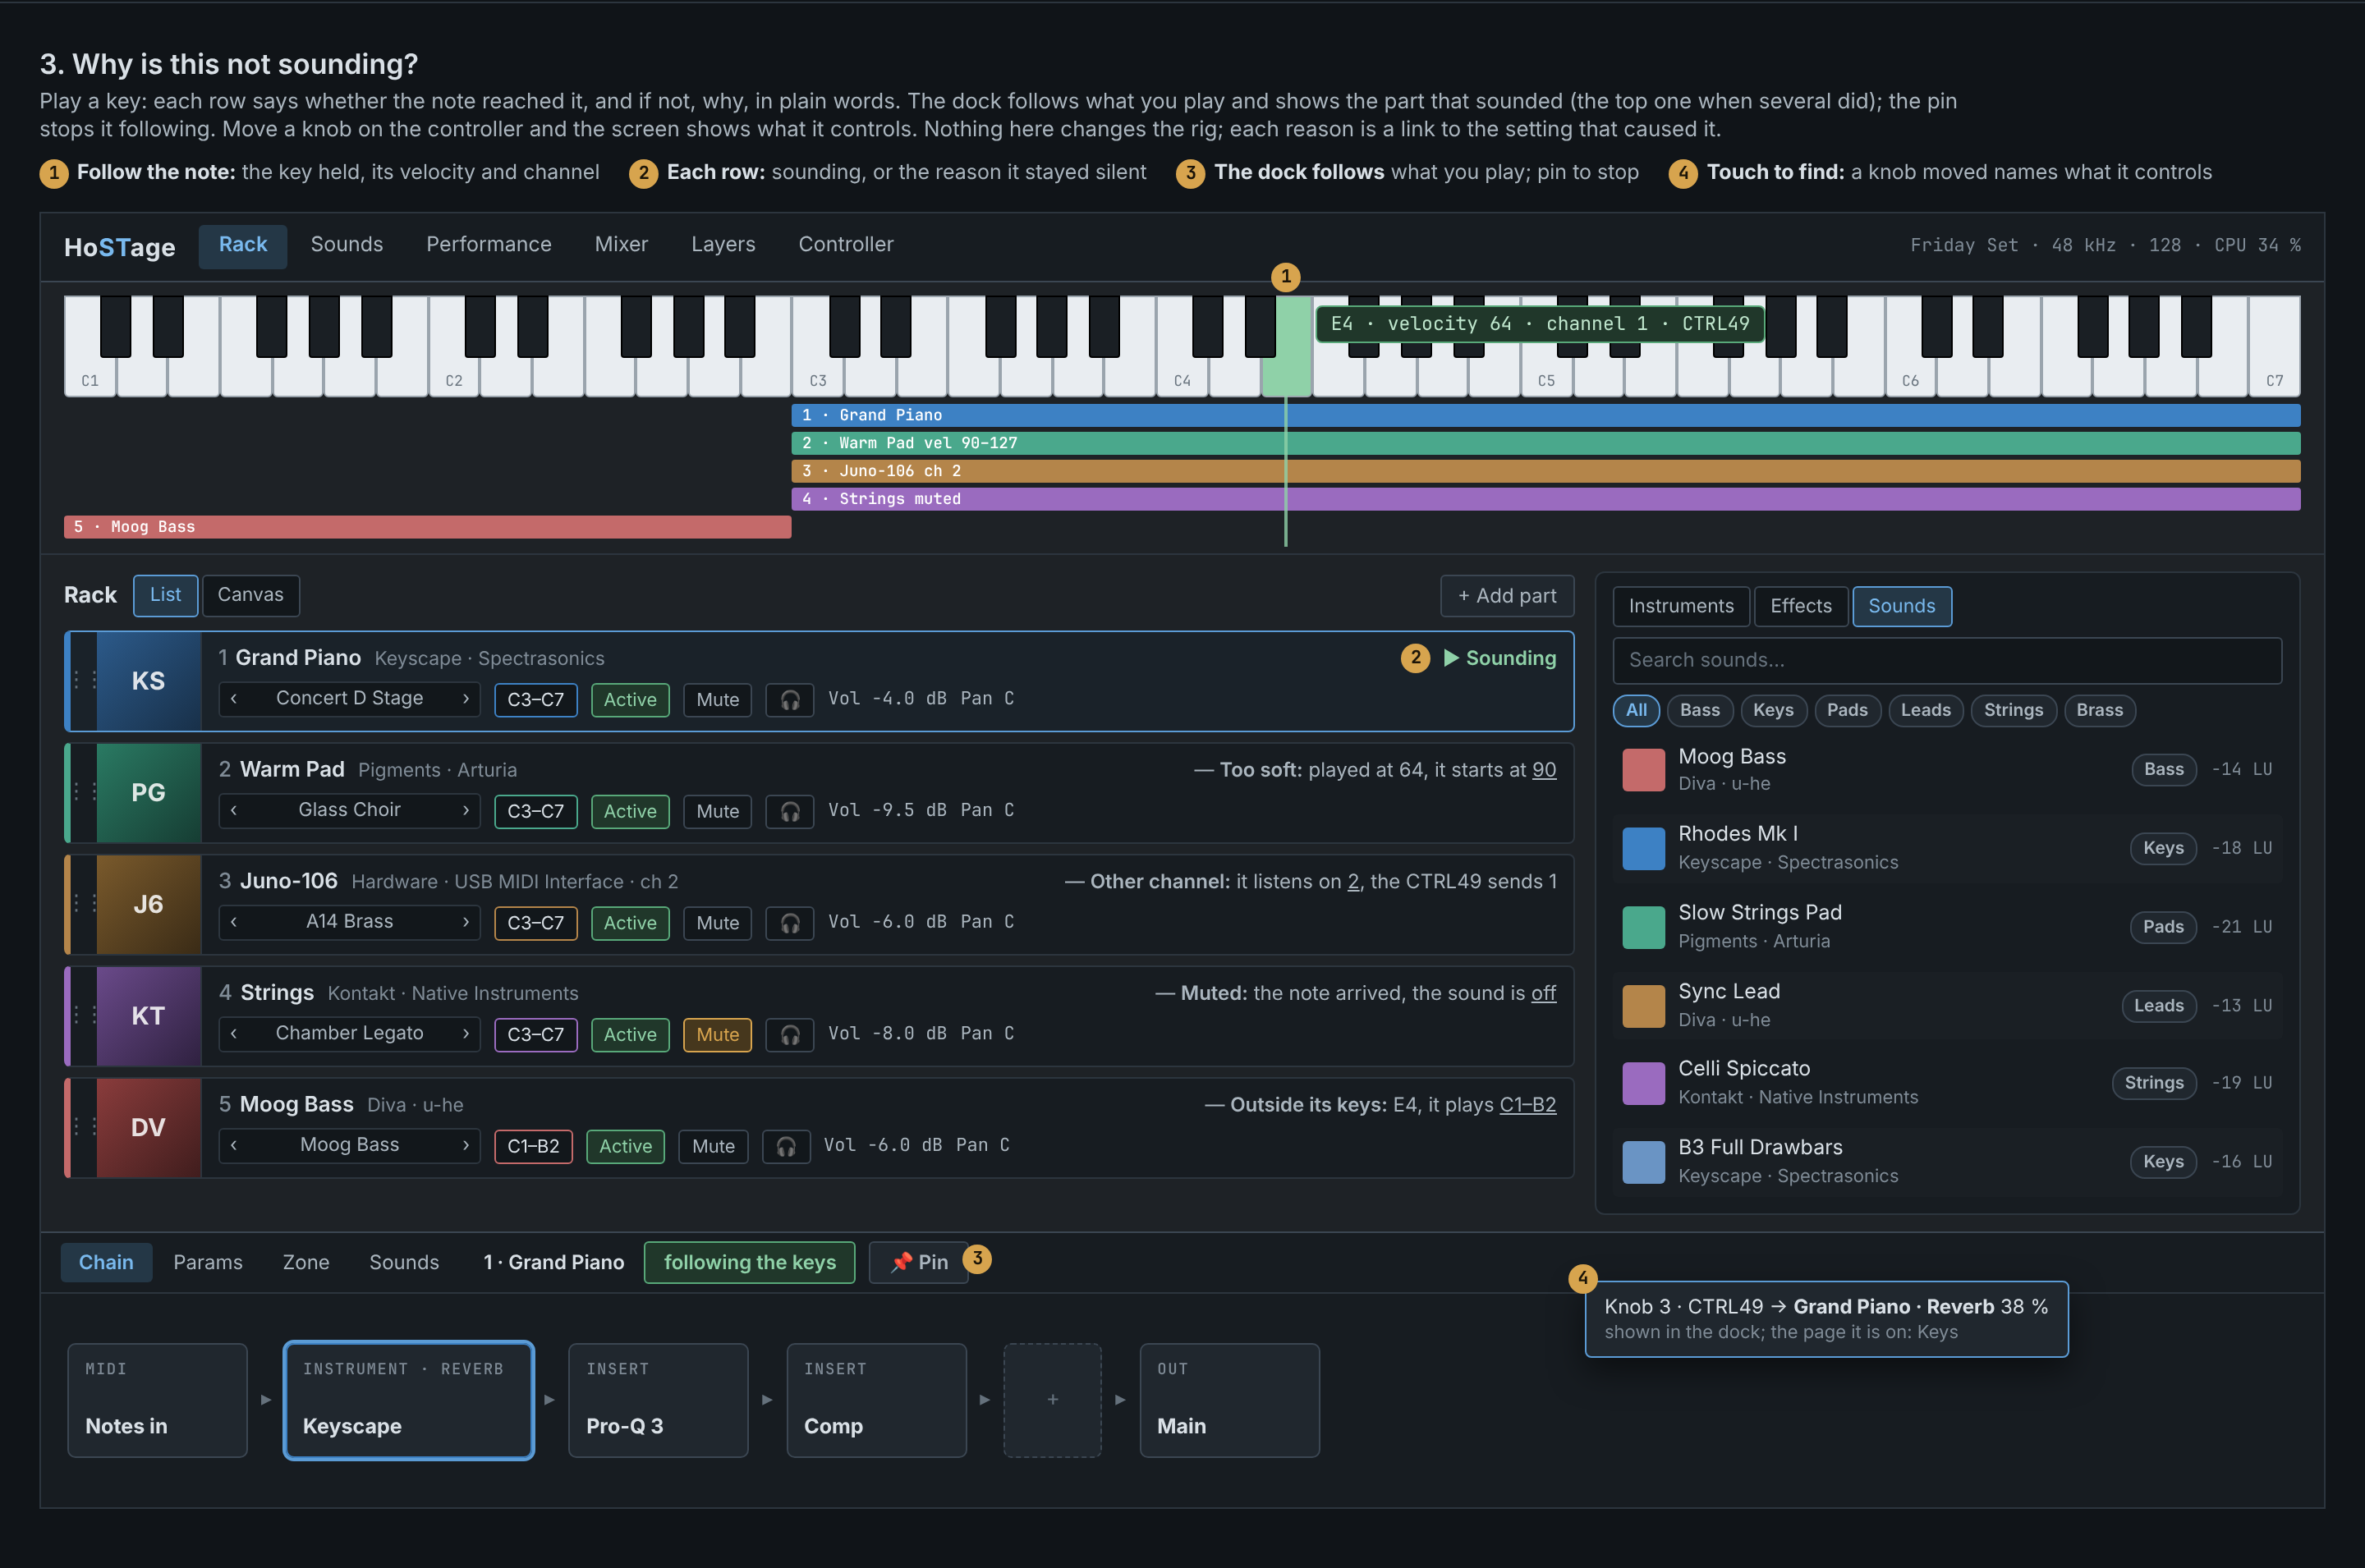 3. Why is this not sounding?
Play a key: each row says whether the note reached it, and if not, why, in plain words. The dock follows what you play and shows the part that sounded (the top one when several did); the pin
stops it following. Move a knob on the controller and the screen shows what it controls. Nothing here changes the rig; each reason is a link to the setting that caused it.
1 Follow the note: the key held, its velocity and channel 2 Each row: sounding, or the reason it stayed silent 3 The dock follows what you play; pin to stop 4 Touch to find: a knob moved names what it controls
HoSTage Rack Sounds Performance Mixer Layers Controller Friday Set · 48 kHz · 128 · CPU 34 %
1
E4 · velocity 64 · channel 1 · CTRL49
C1 C2 C3 C4 C5 C6 C7
1 · Grand Piano
2 · Warm Pad vel 90–127
3 · Juno-106 ch 2
4 · Strings muted
5 · Moog Bass
Rack List Canvas + Add part
KS
1 Grand Piano Keyscape · Spectrasonics 2 ▶ Sounding
‹ Concert D Stage › C3–C7 Active Mute 🎧 Vol -4.0 dB Pan C
PG
2 Warm Pad Pigments · Arturia — Too soft: played at 64, it starts at 90
‹ Glass Choir › C3–C7 Active Mute 🎧 Vol -9.5 dB Pan C
J6
3 Juno-106 Hardware · USB MIDI Interface · ch 2 — Other channel: it listens on 2, the CTRL49 sends 1
‹ A14 Brass › C3–C7 Active Mute 🎧 Vol -6.0 dB Pan C
KT
4 Strings Kontakt · Native Instruments — Muted: the note arrived, the sound is off
‹ Chamber Legato › C3–C7 Active Mute 🎧 Vol -8.0 dB Pan C
DV
5 Moog Bass Diva · u-he — Outside its keys: E4, it plays C1–B2
‹ Moog Bass › C1–B2 Active Mute 🎧 Vol -6.0 dB Pan C
Instruments Effects Sounds
Search sounds...
All Bass Keys Pads Leads Strings Brass
Moog Bass
Diva · u-he
Bass -14 LU
Rhodes Mk I
Keyscape · Spectrasonics
Keys -18 LU
Slow Strings Pad
Pigments · Arturia
Pads -21 LU
Sync Lead
Diva · u-he
Leads -13 LU
Celli Spiccato
Kontakt · Native Instruments
Strings -19 LU
B3 Full Drawbars
Keyscape · Spectrasonics
Keys -16 LU
Chain Params Zone Sounds 1 · Grand Piano following the keys 📌 Pin 3
4
Knob 3 · CTRL49 → Grand Piano · Reverb 38 %
shown in the dock; the page it is on: Keys
MIDI
Notes in
▸
INSTRUMENT · REVERB
Keyscape
▸
INSERT
Pro-Q 3
▸
INSERT
Comp
▸
+
▸
OUT
Main